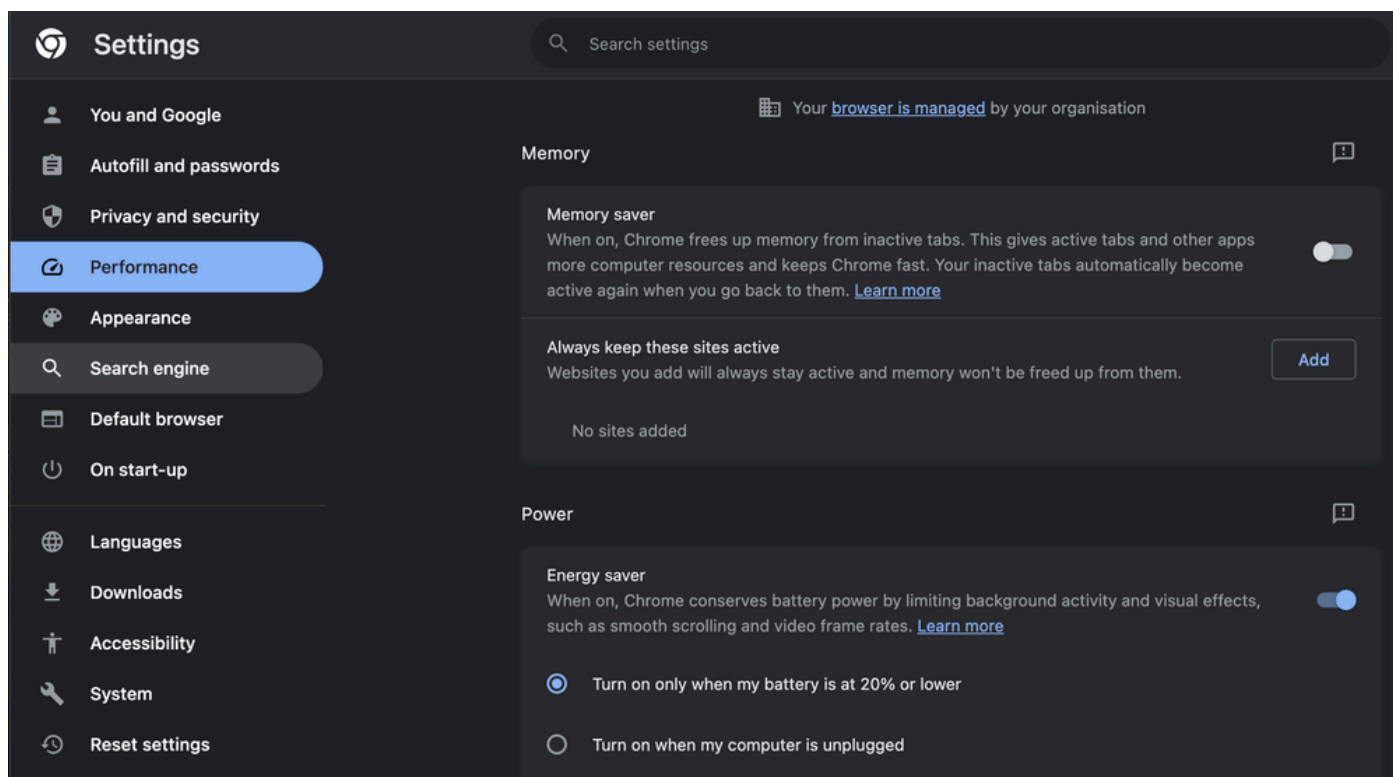 Settings
Search settings
You and Google
Autofill and passwords
Privacy and security
Performance
Appearance
Search engine
Default browser
On start-up
Languages
Downloads
Accessibility
System
Reset settings
Your browser is managed by your organisation
Memory
Memory saver
When on, Chrome frees up memory from inactive tabs. This gives active tabs and other apps
more computer resources and keeps Chrome fast. Your inactive tabs automatically become
active again when you go back to them. Learn more
Always keep these sites active
Websites you add will always stay active and memory won't be freed up from them.
Add
No sites added
Power
Energy saver
When on, Chrome conserves battery power by limiting background activity and visual effects,
such as smooth scrolling and video frame rates. Learn more
Turn on only when my battery is at 20% or lower
Turn on when my computer is unplugged